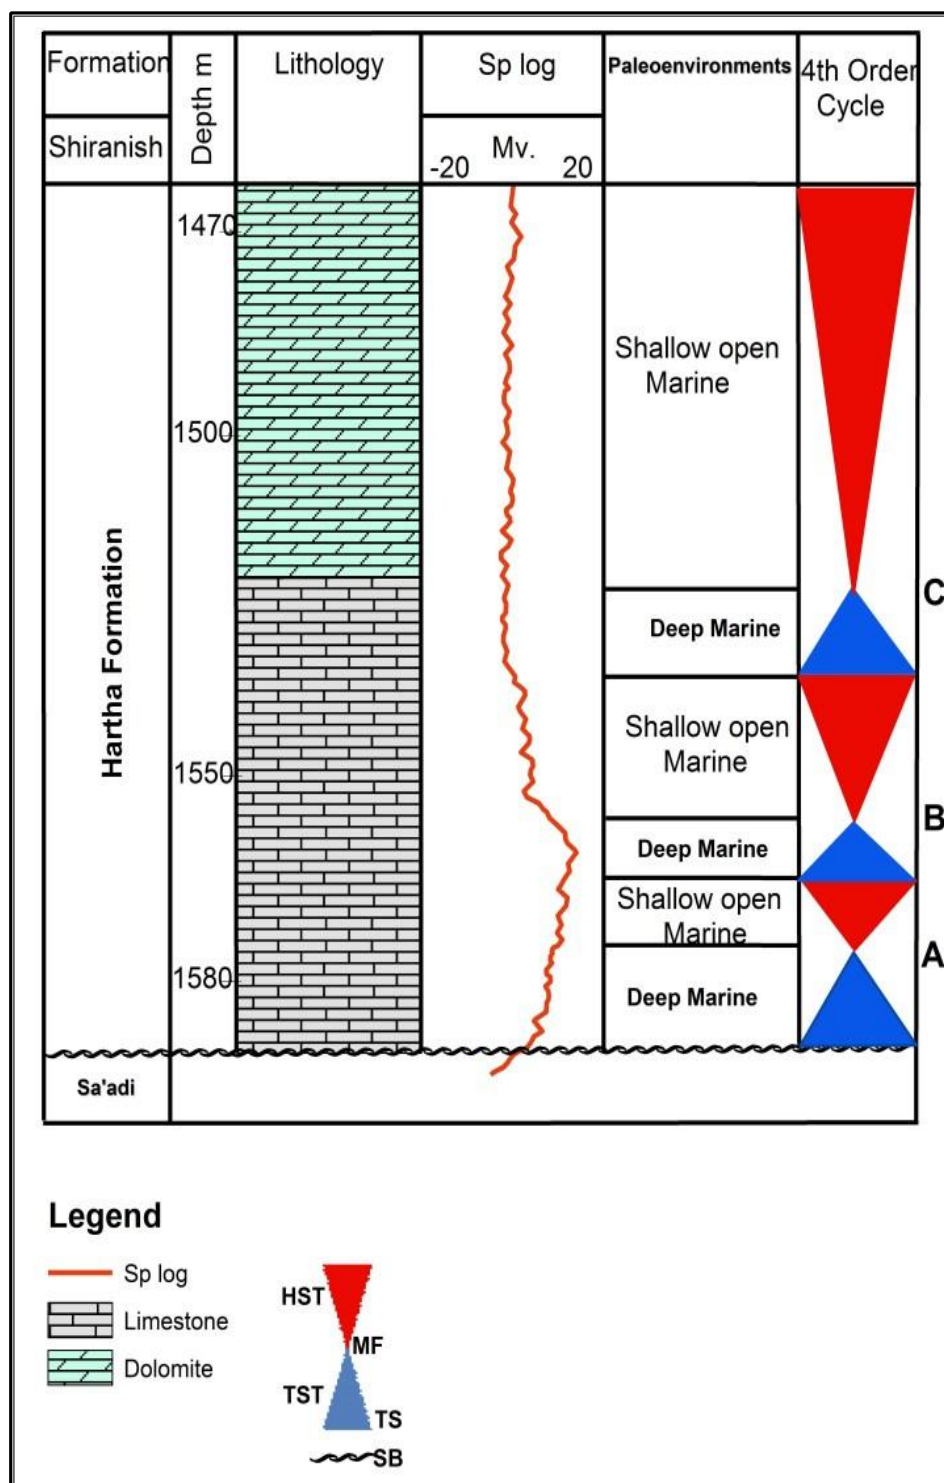 Formation
Depth m
Lithology
Sp log
Paleoenvironments
4th Order
Cycle
Shiranish
Mv.
-20
20
1470
1500
1550
1580
Hartha Formation
Shallow open
Marine
C
Deep Marine
Shallow open
Marine
B
Deep Marine
Shallow open
Marine
A
Deep Marine
Sa'adi
Legend
Sp log
Limestone
Dolomite
HST
MF
TST
TS
SB